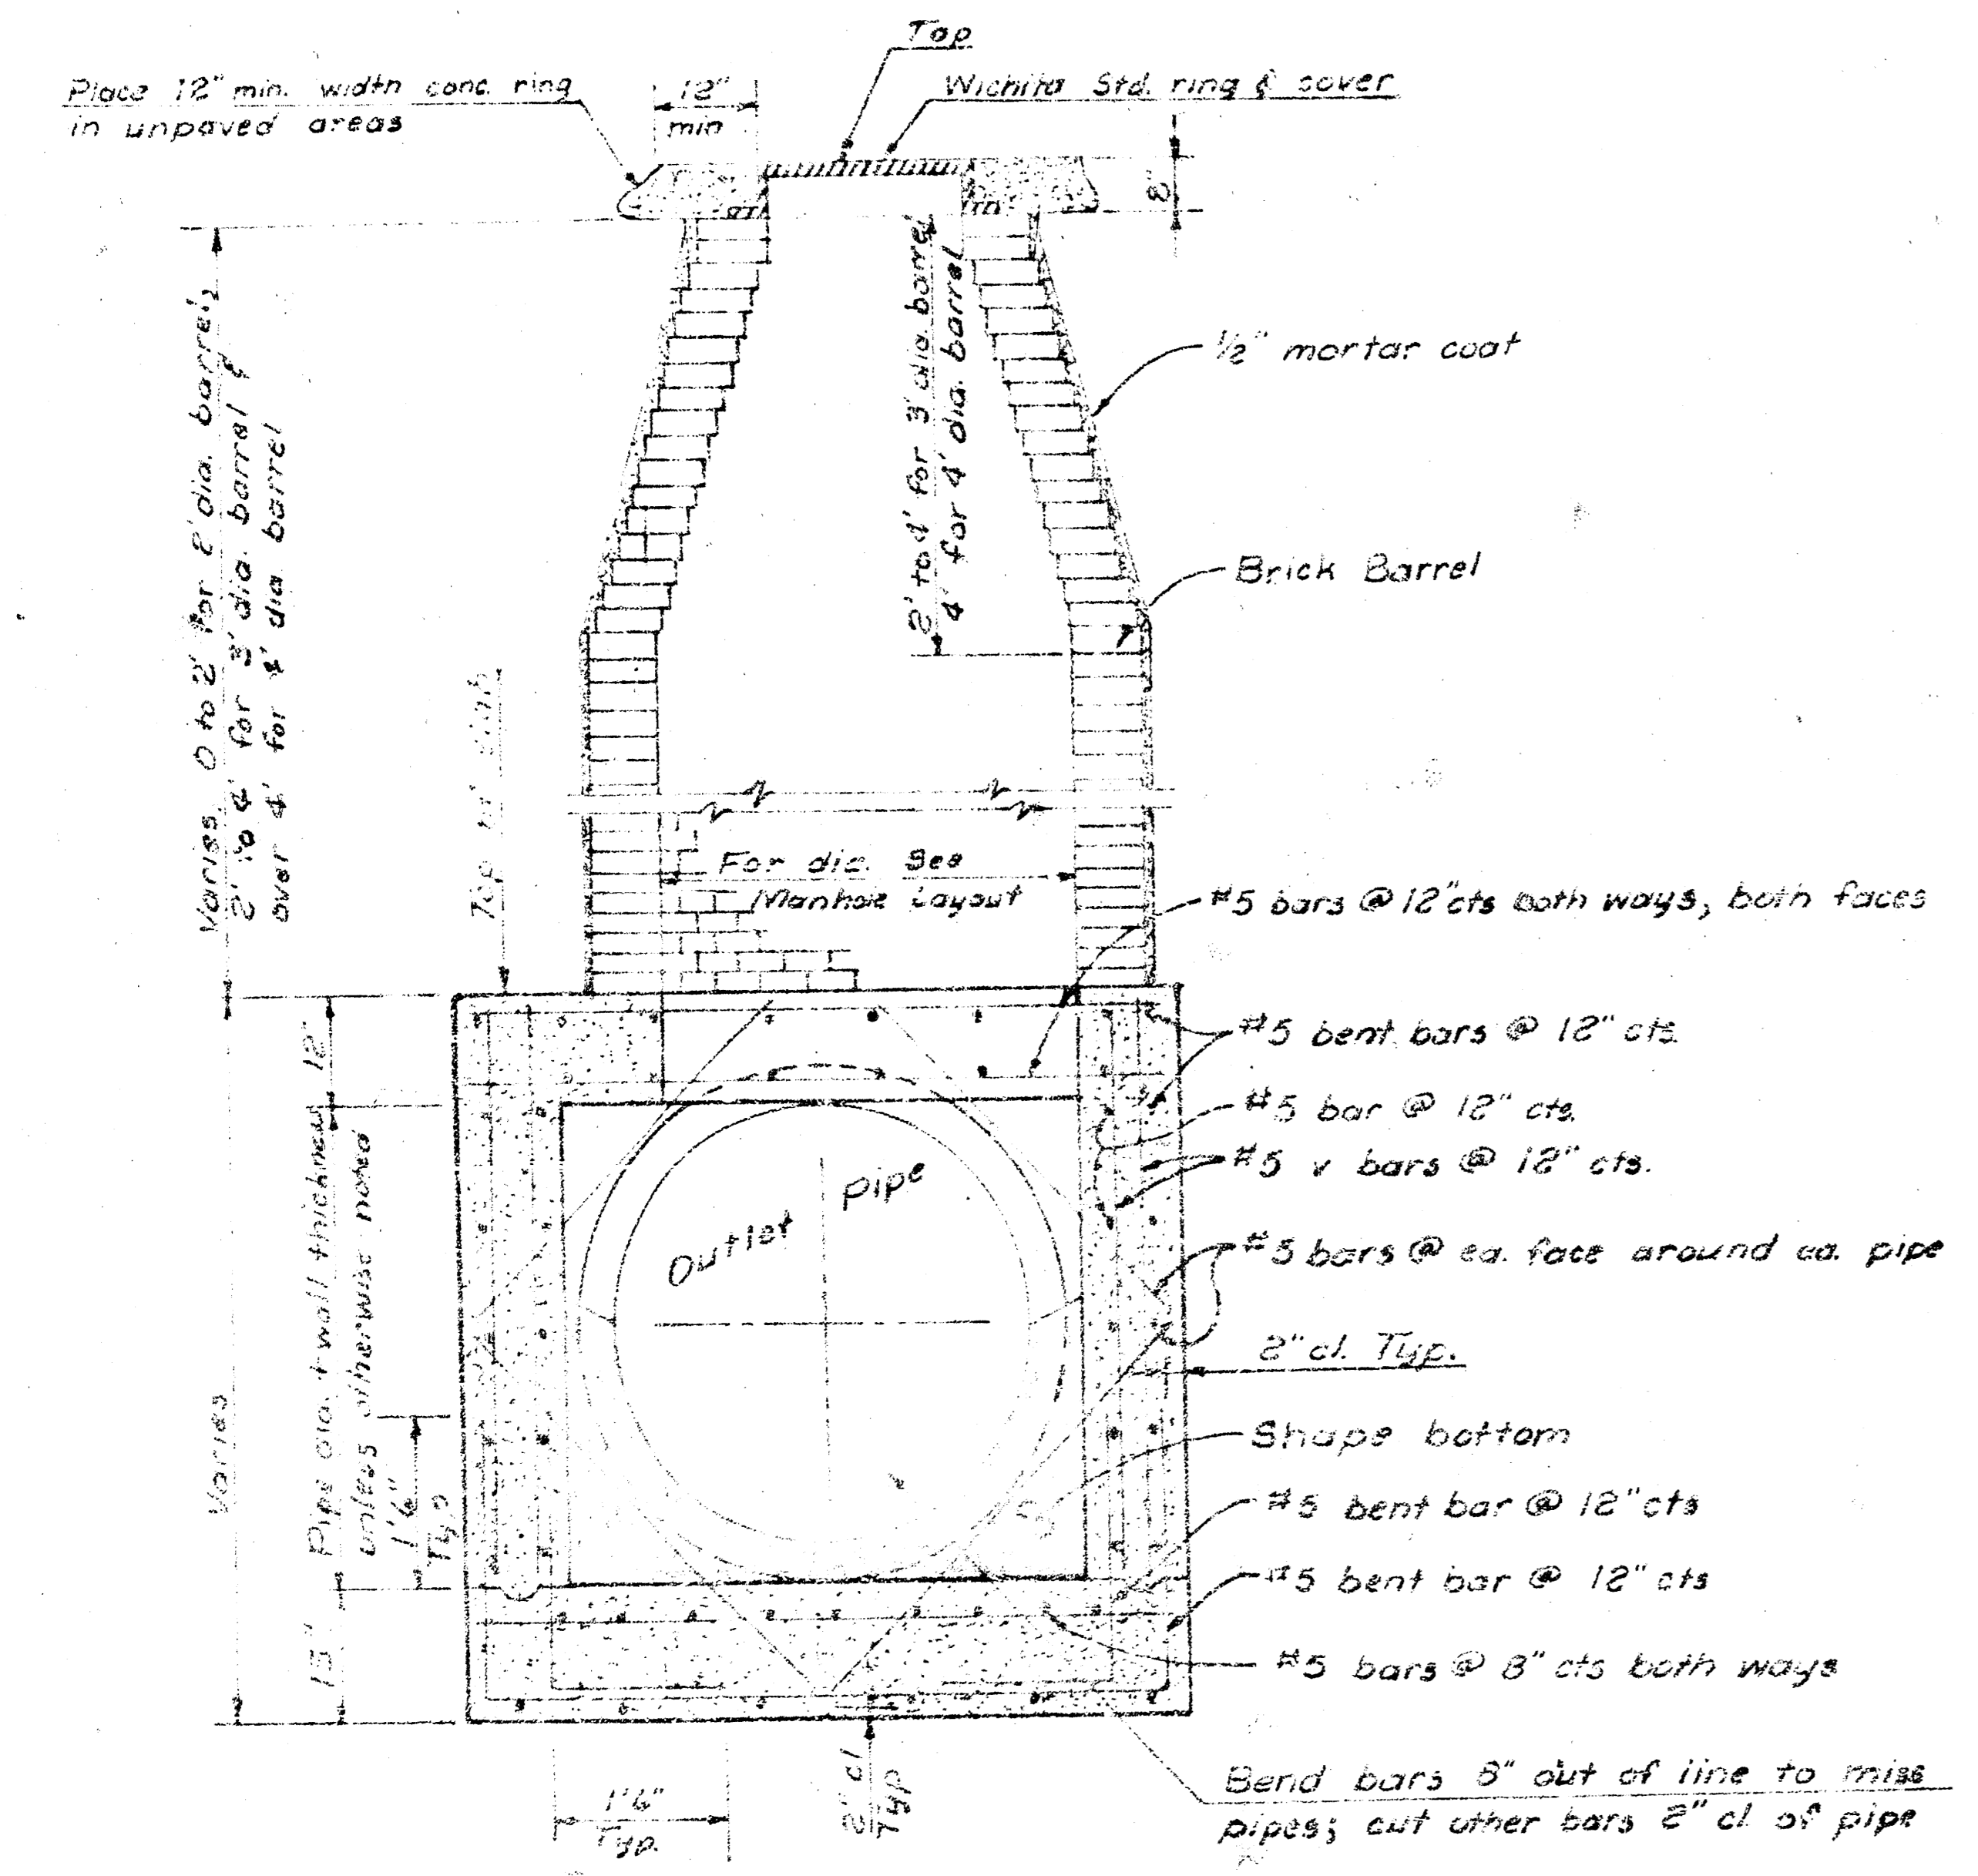 Top
Place 12" min. width conc. ring
in unpaved areas
12"
min
Wichita Std. ring & cover
8"
Varies, 0 to 2' for 2' dia. barrel,
2' to 4' for 3' dia. barrel &
over 4' for 4' dia barrel
2' to 4' for 3' dia. barrel
4' for 4' dia. barrel
1/2" mortar coat
Brick Barrel
Top of slab
For dia. See
Manhole Layout
#5 bars @ 12" cts both ways, both faces
12"
#5 bent bars @ 12" cts.
#5 bar @ 12" cts.
#5 v bars @ 12" cts.
Outlet Pipe
Pipe dia. + wall thickness
unless otherwise noted
#5 bars @ ea. face around ea. pipe
2" cl. Typ.
Varies
1'6"
Typ
Shape bottom
#5 bent bar @ 12" cts
#5 bent bar @ 12" cts
15"
#5 bars @ 8" cts both ways
1'6"
Typ.
2" cl
Typ
Bend bars 8" out of line to miss
pipes; cut other bars 2" cl. of pipe